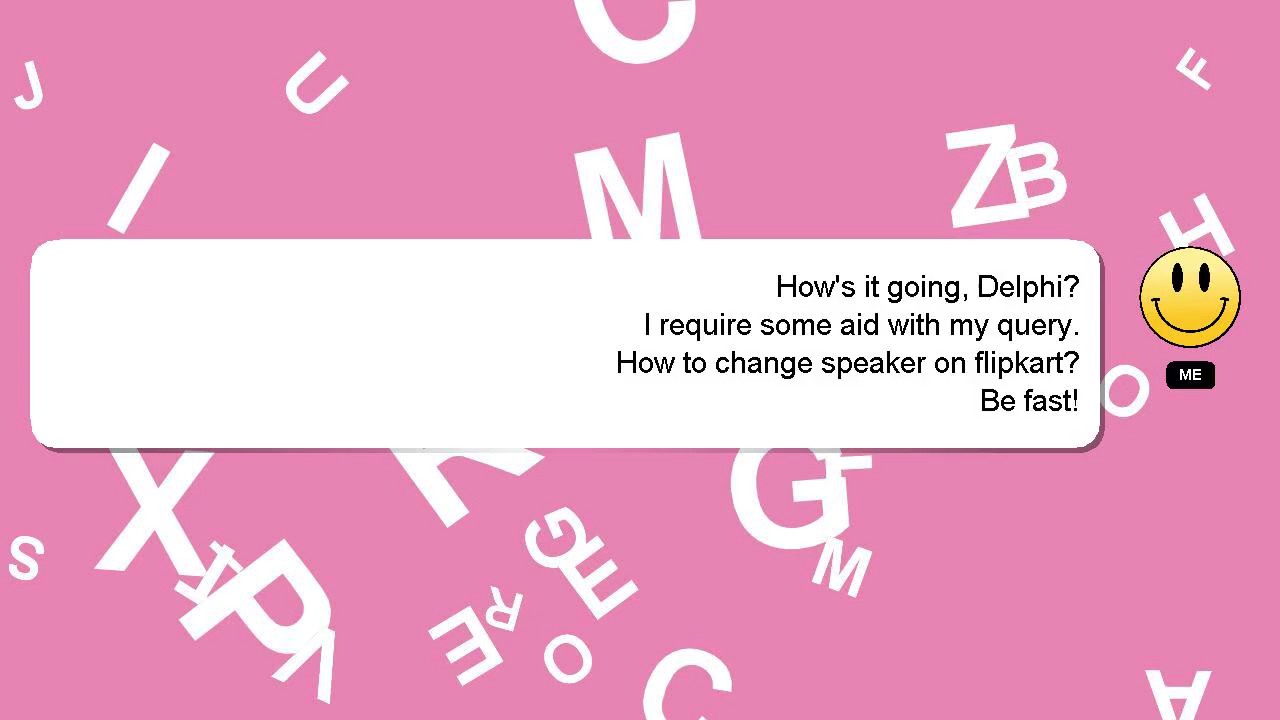 C
J
U
F
I
M
Z
B
H
How's it going, Delphi?
I require some aid with my query.
How to change speaker on flipkart?
Be fast!
ME
O
X
K
G
F
S
G
E
M
I
P
V
R
E
O
C
A